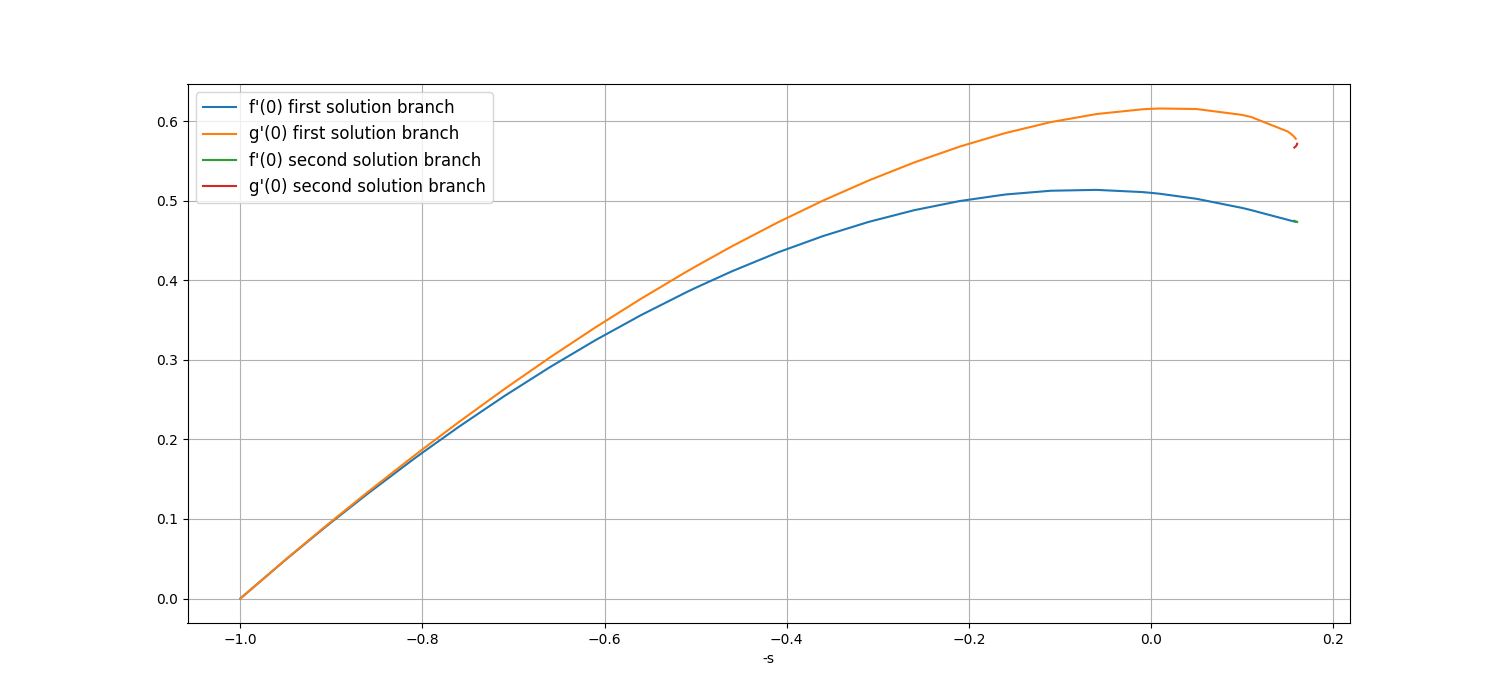 f'(0) first solution branch
g'(0) first solution branch
f'(0) second solution branch
g'(0) second solution branch
0.6
0.5
0.4
0.3
0.2
0.1
0.0
−1.0 −0.8 −0.6 −0.4 −0.2 0.0 0.2
-s